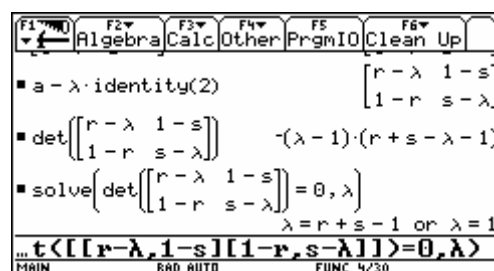 F1 F2 F3 F4 F5 F6
Algebra Calc Other PrgmIO Clean Up
▪ a - λ·identity(2) [r - λ 1 - s
1 - r s - λ]
▪ det([r - λ 1 - s
1 - r s - λ]) -(λ - 1)·(r + s - λ - 1)
▪ solve(det([r - λ 1 - s
1 - r s - λ]) = 0, λ)
λ = r + s - 1 or λ = 1
…t([[r-λ,1-s][1-r,s-λ]])=0,λ)
MAIN RAD AUTO FUNC 4/30